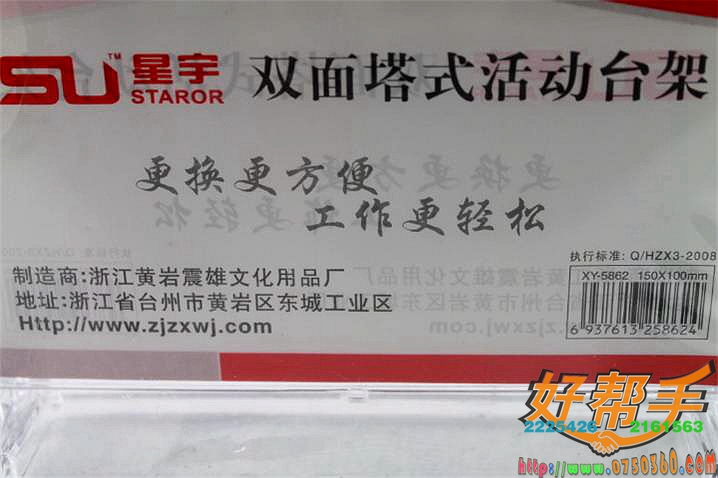 SU™ 星宇 STAROR 双面塔式活动台架
更换更方便
工作更轻松
执行标准: Q/HZX3-2008
XY-5862 150X100mm
6 937613 258624
制造商:浙江黄岩震雄文化用品厂
地址:浙江省台州市黄岩区东城工业区
Http://www.zjzxwj.com
好帮手
2225426 2161563
http://www.0750360.com